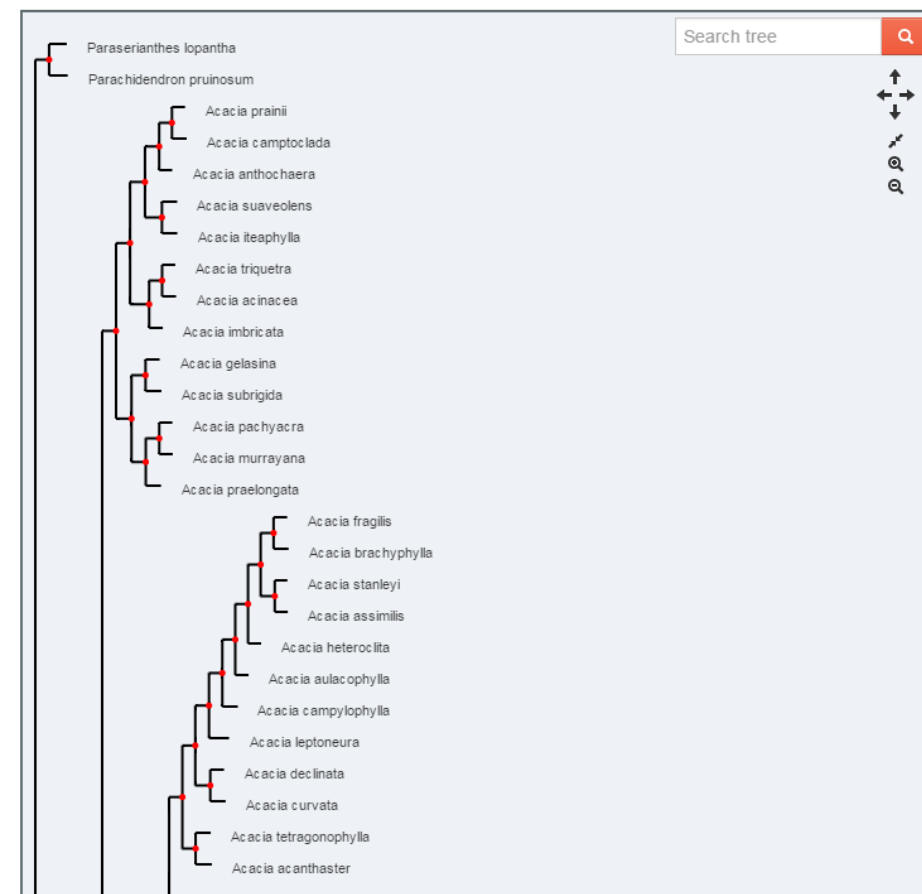 Search tree
Paraserianthes lopantha
Parachidendron pruinosum
Acacia prainii
Acacia camptoclada
Acacia anthochaera
Acacia suaveolens
Acacia iteaphylla
Acacia triquetra
Acacia acinacea
Acacia imbricata
Acacia gelasina
Acacia subrigida
Acacia pachyacra
Acacia murrayana
Acacia praelongata
Acacia fragilis
Acacia brachyphylla
Acacia stanleyi
Acacia assimilis
Acacia heteroclita
Acacia aulacophylla
Acacia campylophylla
Acacia leptoneura
Acacia declinata
Acacia curvata
Acacia tetragonophylla
Acacia acanthaster